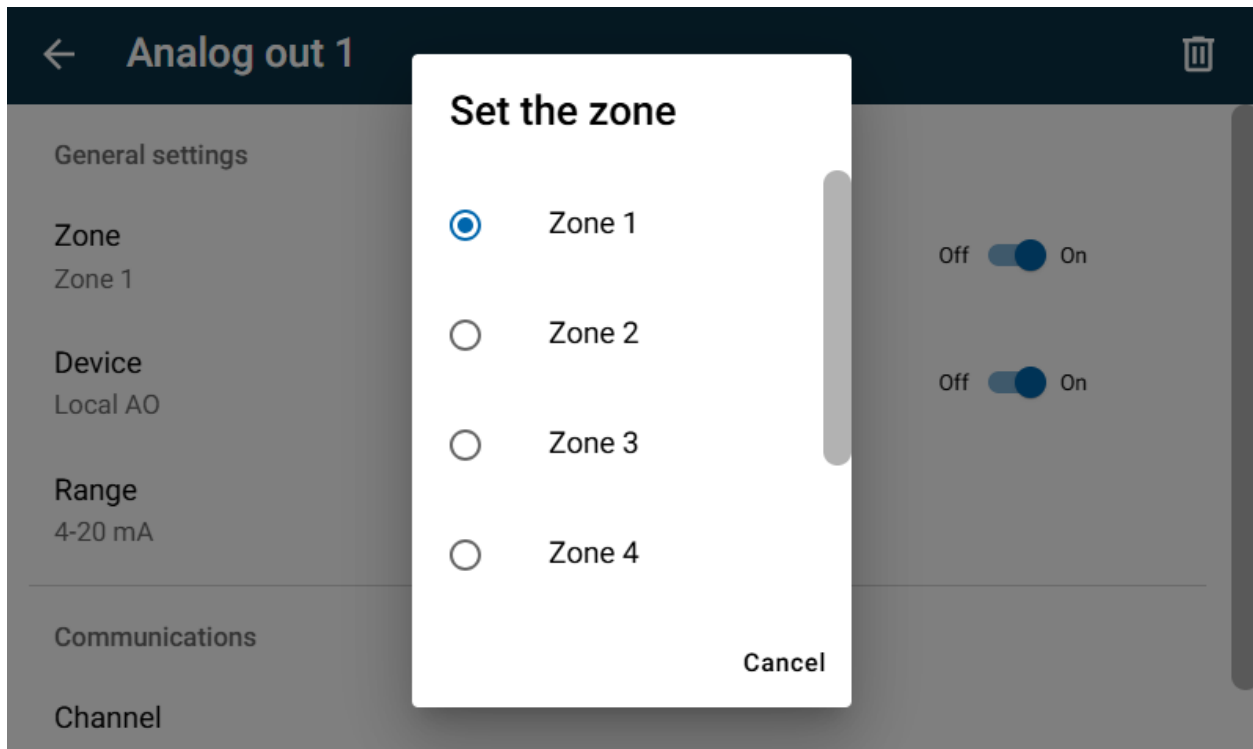 Analog out 1
General settings
Zone
Zone 1
Off On
Device
Local AO
Off On
Range
4-20 mA
Communications
Channel
Set the zone
Zone 1
Zone 2
Zone 3
Zone 4
Cancel